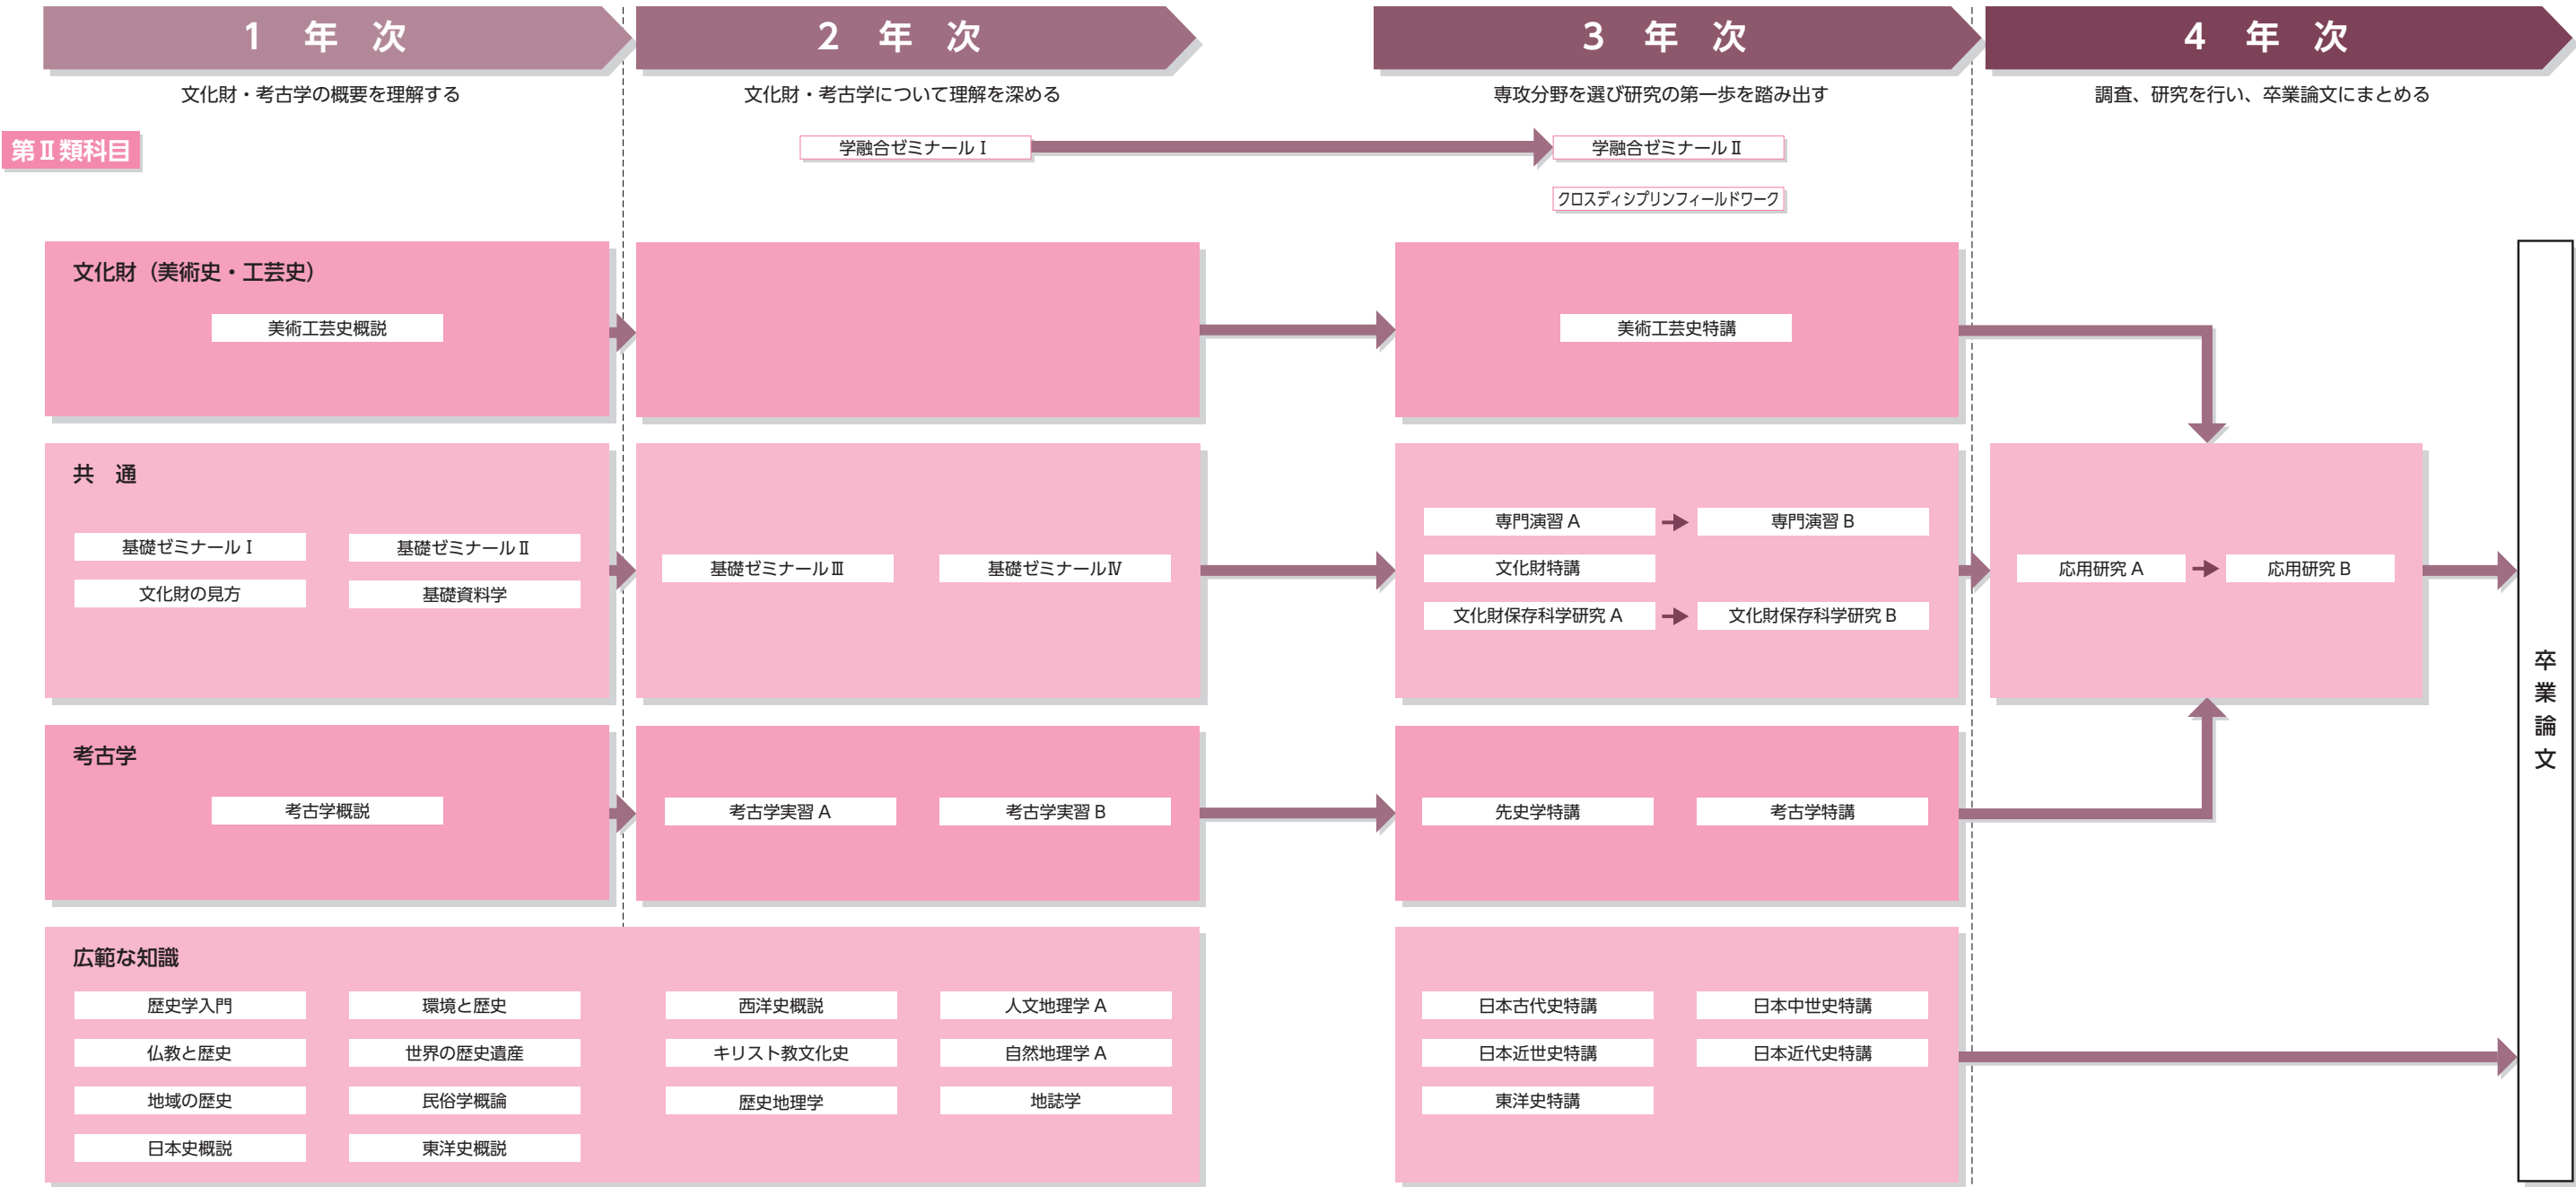 1 年 次
2 年 次
3 年 次
4 年 次
文化財・考古学の概要を理解する
文化財・考古学について理解を深める
専攻分野を選び研究の第一歩を踏み出す
調査、研究を行い、卒業論文にまとめる
第Ⅱ類科目
学融合ゼミナールⅠ
学融合ゼミナールⅡ
クロスディシプリンフィールドワーク
文化財（美術史・工芸史）
美術工芸史概説
美術工芸史特講
共　通
基礎ゼミナールⅠ
基礎ゼミナールⅡ
文化財の見方
基礎資料学
基礎ゼミナールⅢ
基礎ゼミナールⅣ
専門演習 A
専門演習 B
文化財特講
文化財保存科学研究 A
文化財保存科学研究 B
応用研究 A
応用研究 B
卒業論文
考古学
考古学概説
考古学実習 A
考古学実習 B
先史学特講
考古学特講
広範な知識
歴史学入門
環境と歴史
西洋史概説
人文地理学 A
日本古代史特講
日本中世史特講
仏教と歴史
世界の歴史遺産
キリスト教文化史
自然地理学 A
日本近世史特講
日本近代史特講
地域の歴史
民俗学概論
歴史地理学
地誌学
東洋史特講
日本史概説
東洋史概説